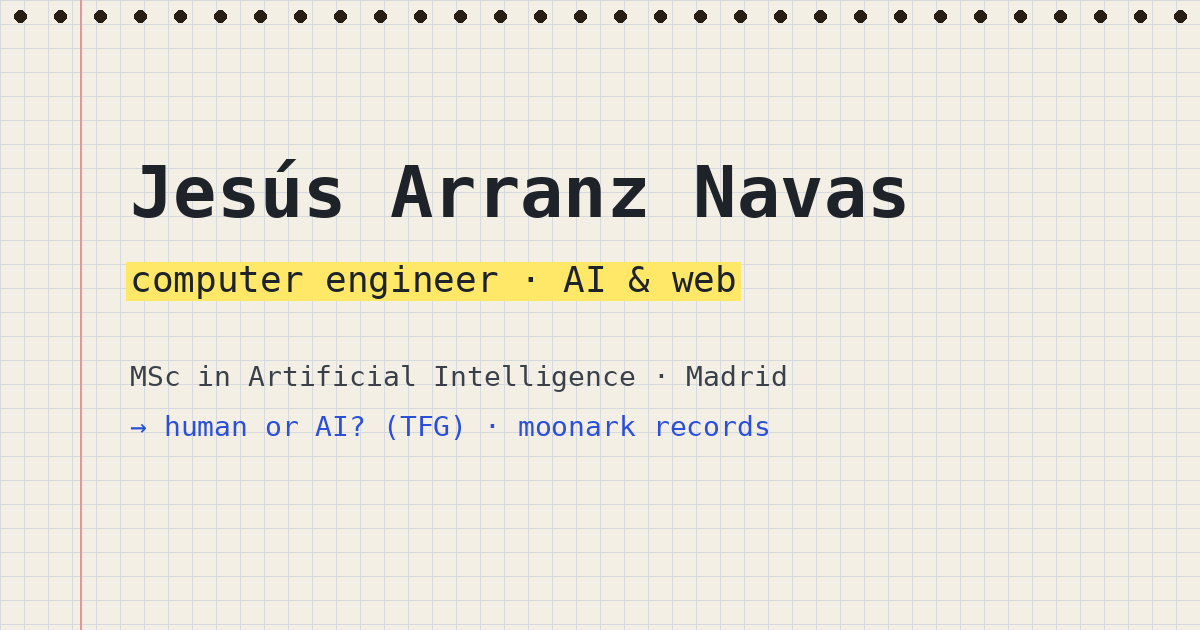 Jesús Arranz Navas
computer engineer · AI & web
MSc in Artificial Intelligence · Madrid
→ human or AI? (TFG) · moonark records